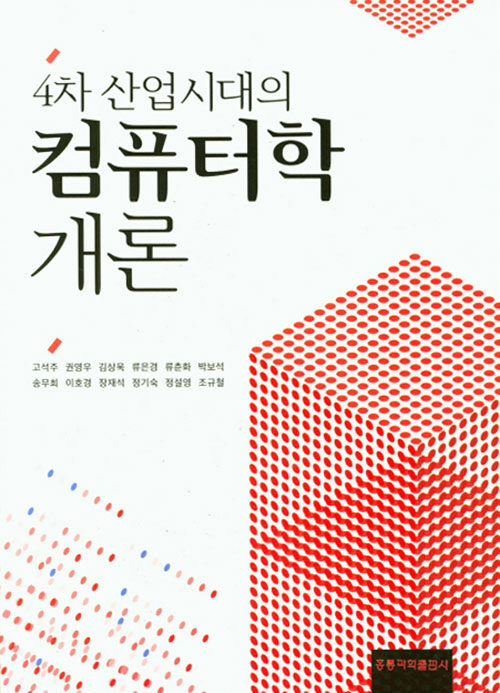 4차 산업시대의
컴퓨터학
개론
고석주 권영우 김상욱 류은경 류춘화 박보석
송무희 이호경 장재석 정기숙 정설영 조규철
홍릉과학출판사